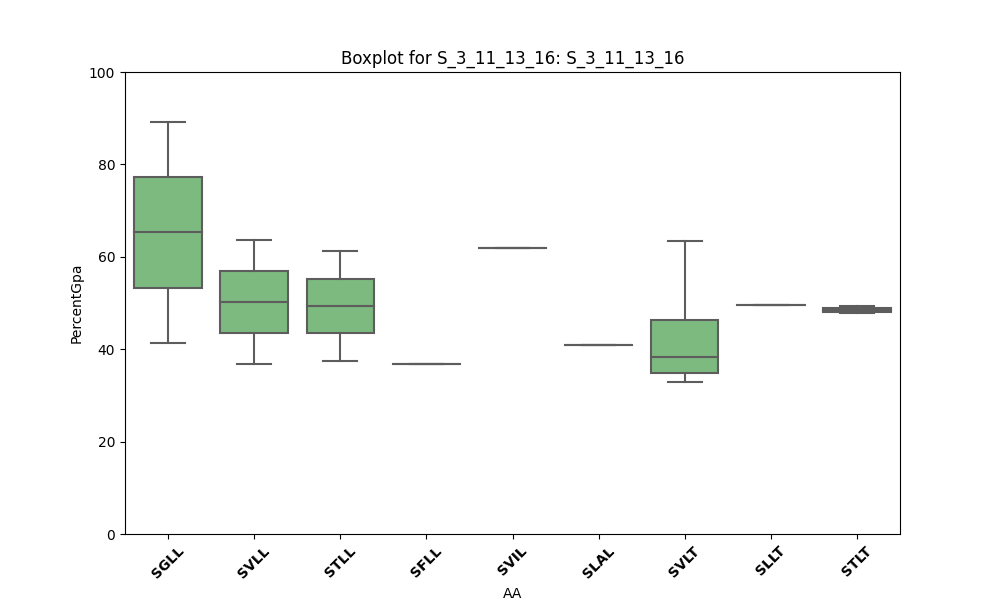 Boxplot for S_3_11_13_16: S_3_11_13_16
100
80
60
40
20
0
PercentGpa
SGLL SVLL STLL SFLL SVIL SLAL SVLT SLLT STLT
AA